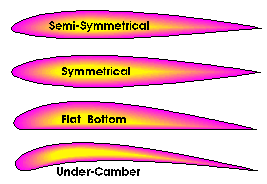 Semi-Symmetrical
Symmetrical
Flat Bottom
Under-Camber